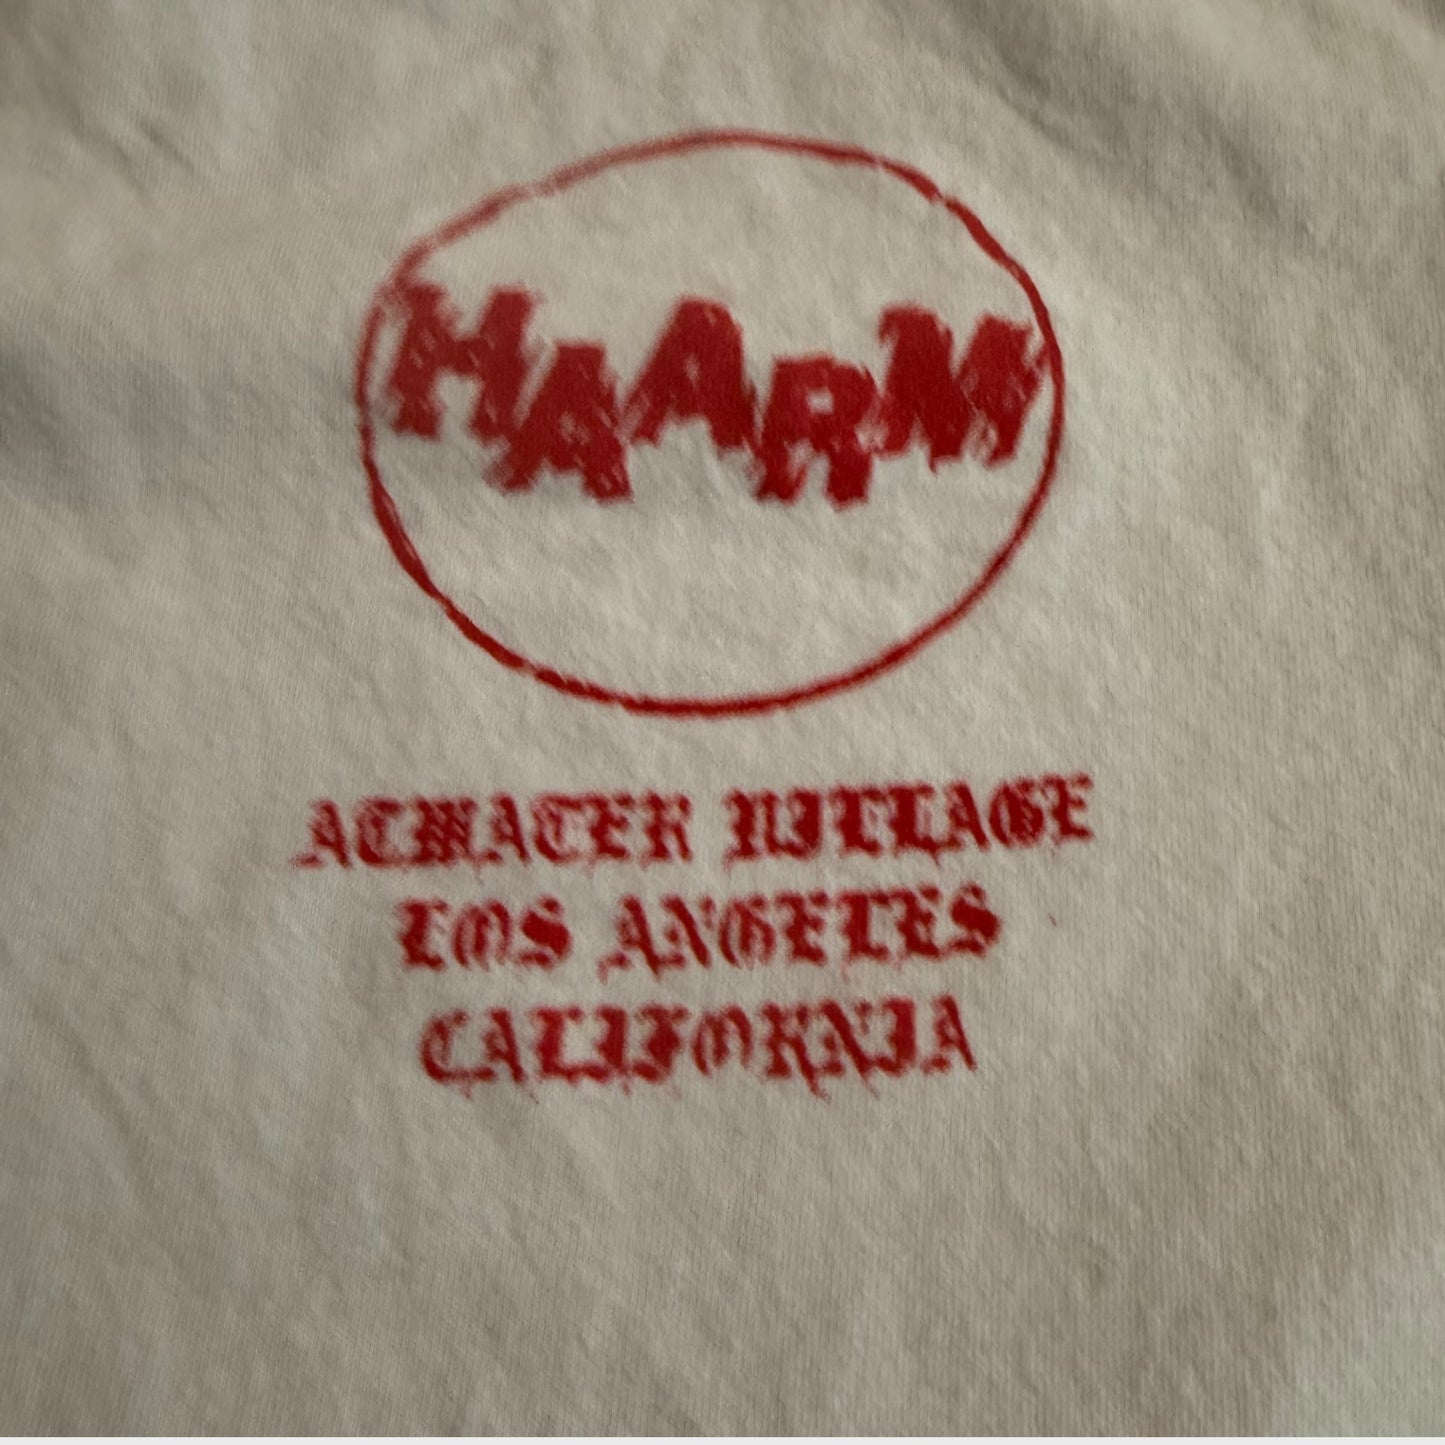 HAARM
ATWATER VILLAGE
LOS ANGELES
CALIFORNIA